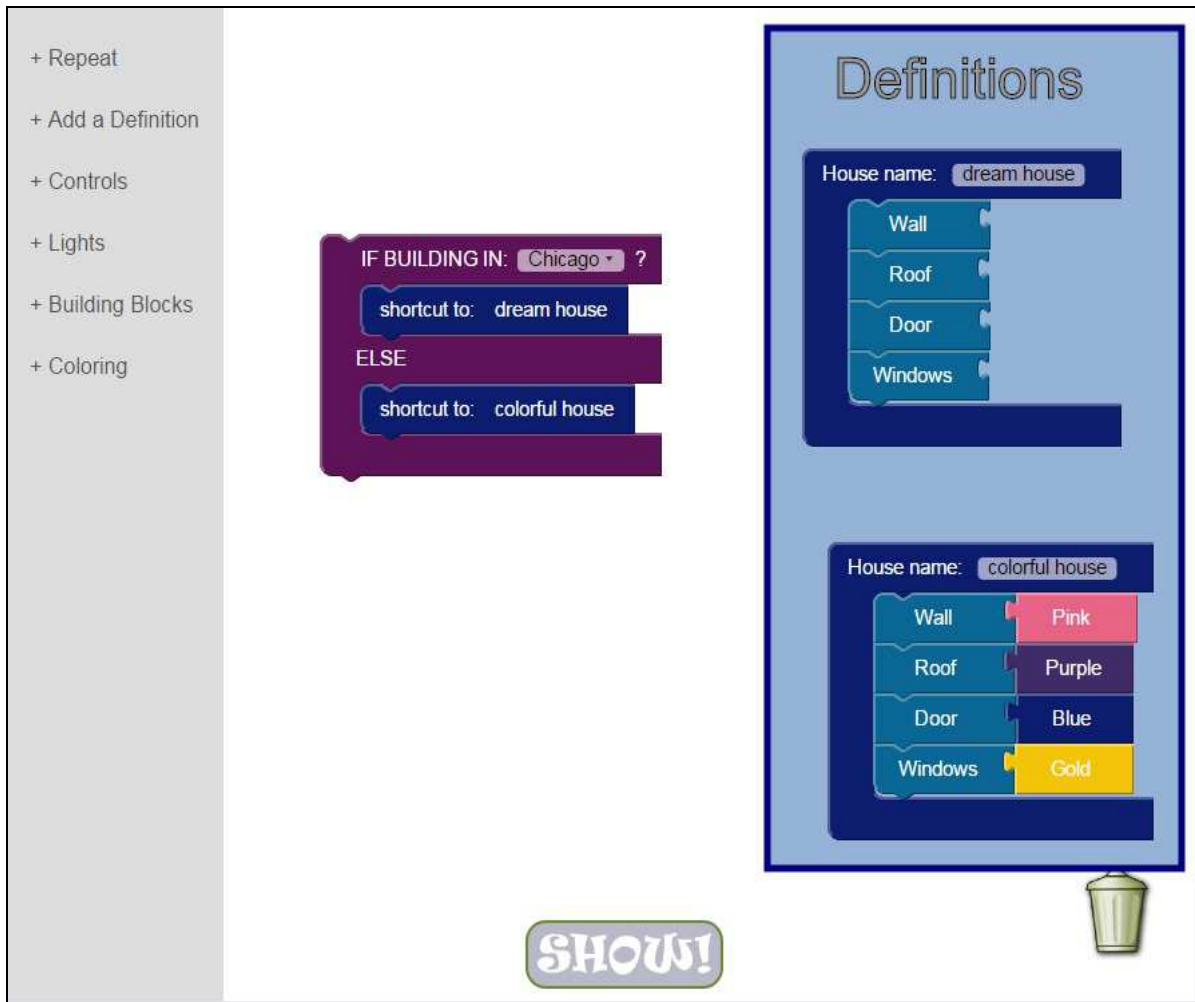 + Repeat
+ Add a Definition
+ Controls
+ Lights
+ Building Blocks
+ Coloring
IF BUILDING IN: Chicago ?
shortcut to: dream house
ELSE
shortcut to: colorful house
Definitions
House name: dream house
Wall
Roof
Door
Windows
House name: colorful house
Wall Pink
Roof Purple
Door Blue
Windows Gold
SHOW!